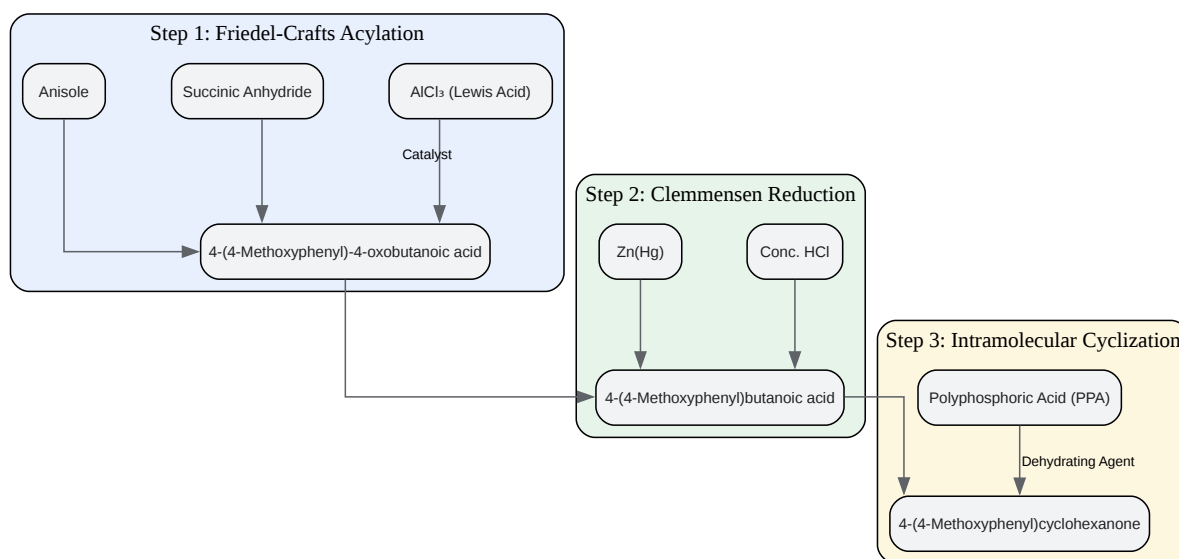 Step 1: Friedel-Crafts Acylation
Anisole
Succinic Anhydride
AlCl₃ (Lewis Acid)
Catalyst
4-(4-Methoxyphenyl)-4-oxobutanoic acid
Step 2: Clemmensen Reduction
Zn(Hg)
Conc. HCl
4-(4-Methoxyphenyl)butanoic acid
Step 3: Intramolecular Cyclization
Polyphosphoric Acid (PPA)
Dehydrating Agent
4-(4-Methoxyphenyl)cyclohexanone